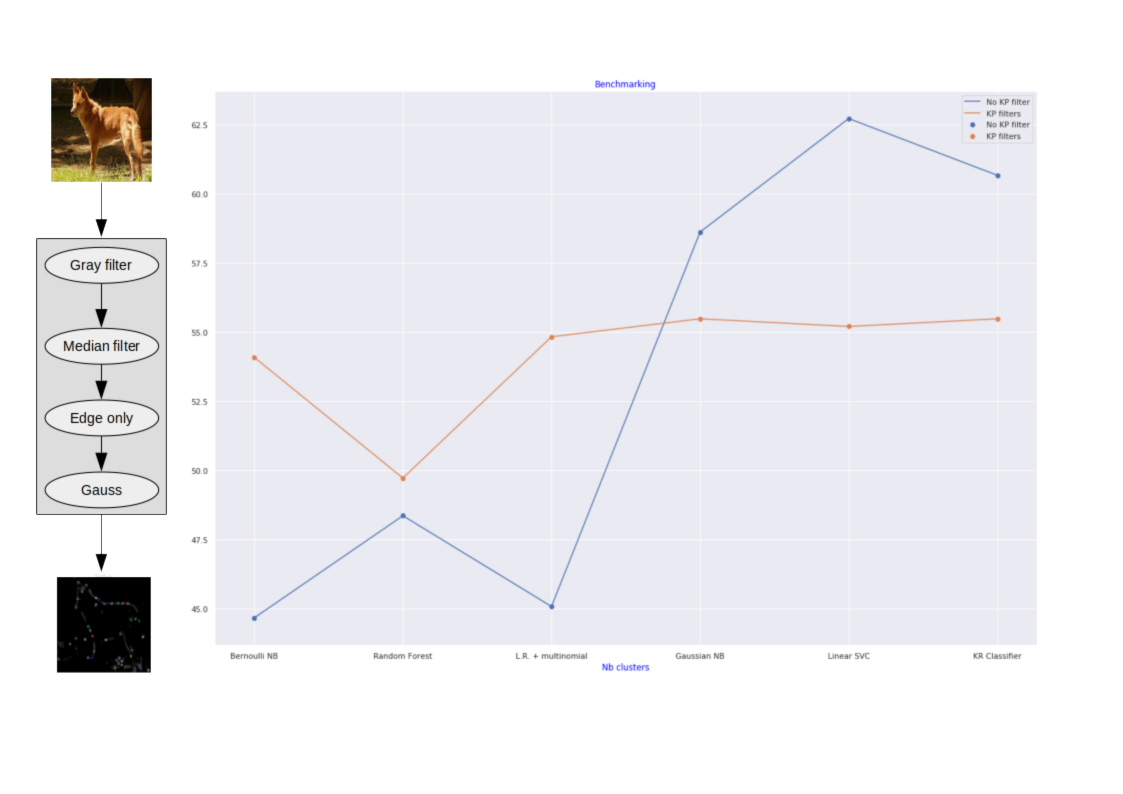 Gray filter
Median filter
Edge only
Gauss
Benchmarking
No KP filter
KP filters
No KP filter
KP filters
62.5
60.0
57.5
55.0
52.5
50.0
47.5
45.0
Bernoulli NB
Random Forest
L.R. + multinomial
Gaussian NB
Linear SVC
KR Classifier
Nb clusters